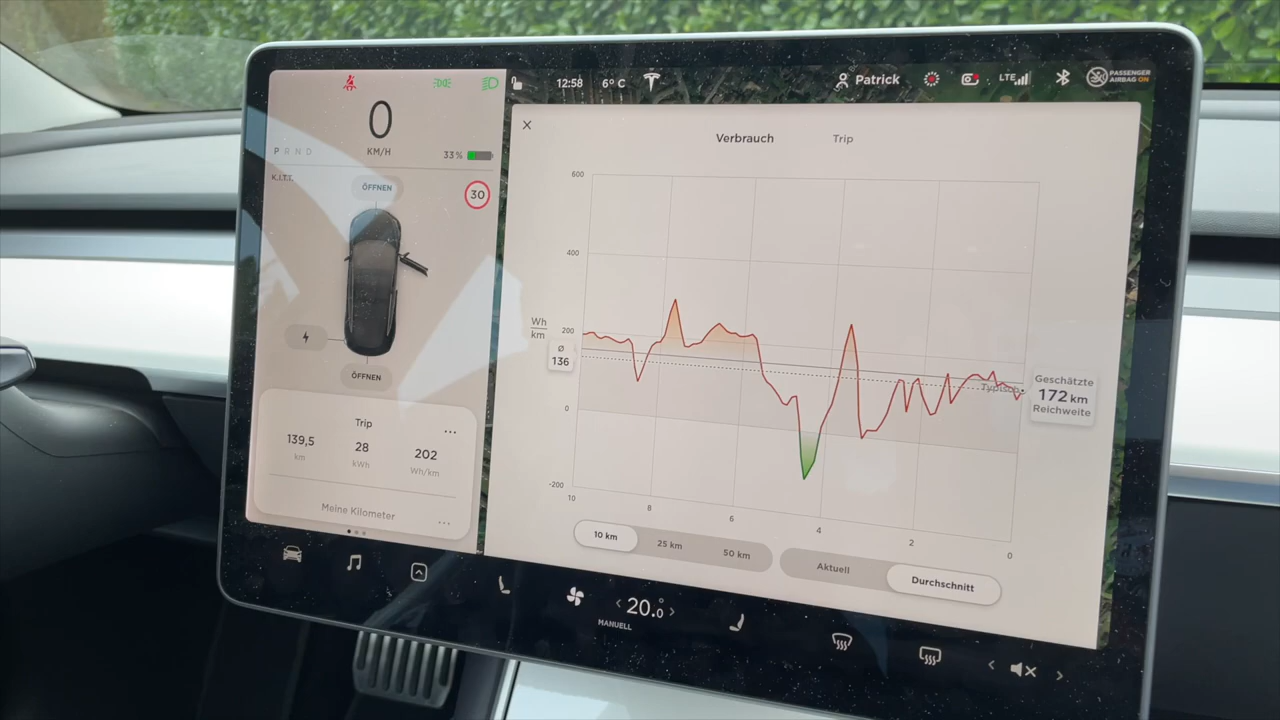 0
KM/H
P R N D
33 %
K.I.T.T.
ÖFFNEN
30
ÖFFNEN
Trip
139,5
28
202
km
kWh
Wh/km
Meine Kilometer
12:58
6° C
Patrick
LTE
PASSENGER
AIRBAG ON
Verbrauch
Trip
600
400
200
0
-200
Wh
km
Ø
136
Typisch
Geschätzte
172 km
Reichweite
10
8
6
4
2
0
10 km
25 km
50 km
Aktuell
Durchschnitt
20.0°
MANUELL